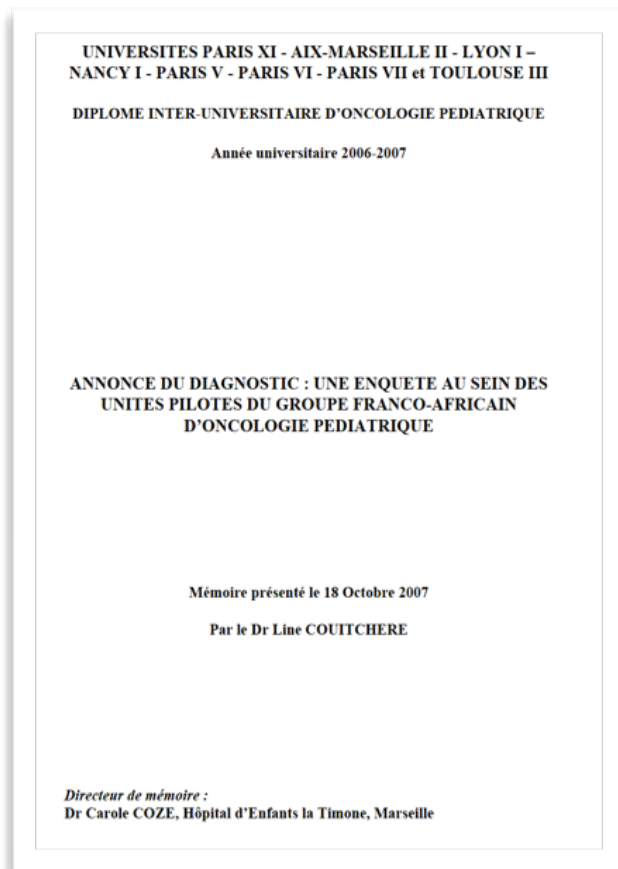 UNIVERSITES PARIS XI - AIX-MARSEILLE II - LYON I –
NANCY I - PARIS V - PARIS VI - PARIS VII et TOULOUSE III
DIPLOME INTER-UNIVERSITAIRE D'ONCOLOGIE PEDIATRIQUE
Année universitaire 2006-2007
ANNONCE DU DIAGNOSTIC : UNE ENQUETE AU SEIN DES
UNITES PILOTES DU GROUPE FRANCO-AFRICAIN
D'ONCOLOGIE PEDIATRIQUE
Mémoire présenté le 18 Octobre 2007
Par le Dr Line COUITCHERE
Directeur de mémoire :
Dr Carole COZE, Hôpital d'Enfants la Timone, Marseille